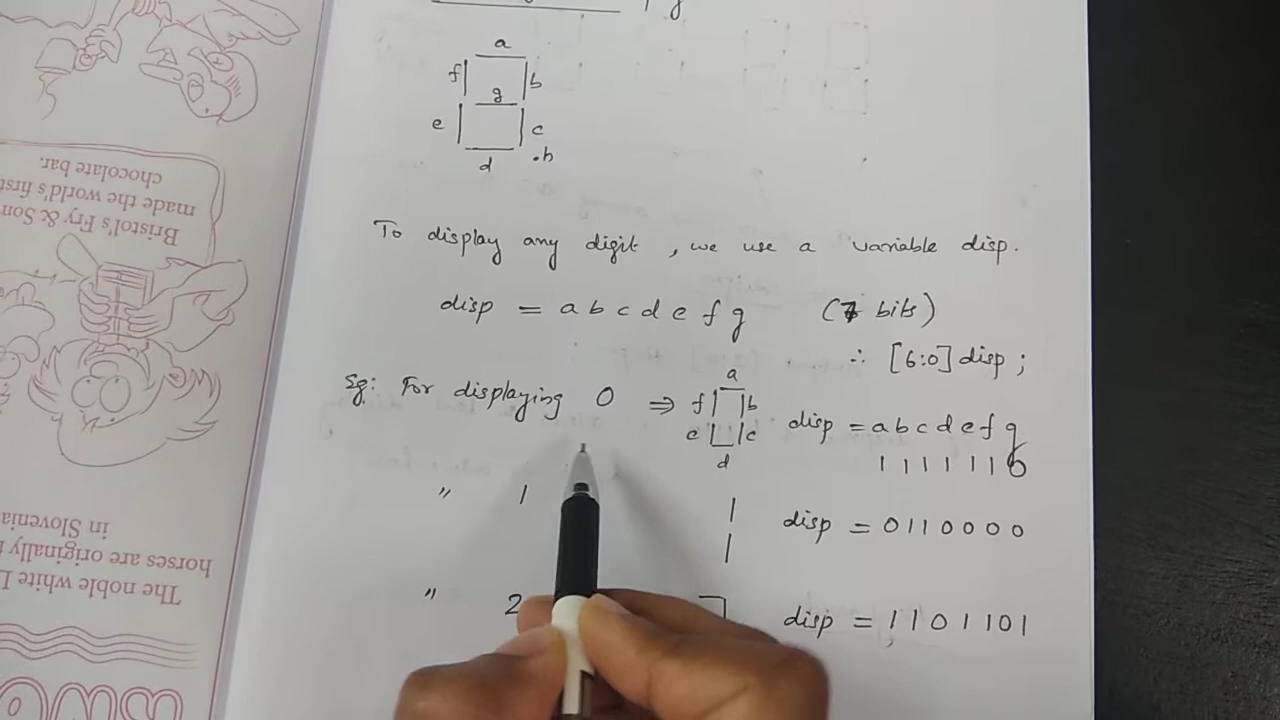 a
f b
g
e c
d .h
To display any digit , we use a variable disp.
disp = a b c d e f g (7 bits)
∴ [6:0] disp ;
Eg: For displaying 0 ⇒ a f b e c d disp = a b c d e f g
1 1 1 1 1 1 0
" 1 disp = 0 1 1 0 0 0 0
" 2 disp = 1 1 0 1 1 0 1
Bristol's Fry & Son
made the world's first
chocolate bar.
The noble white
horses are originally
in Slovenia